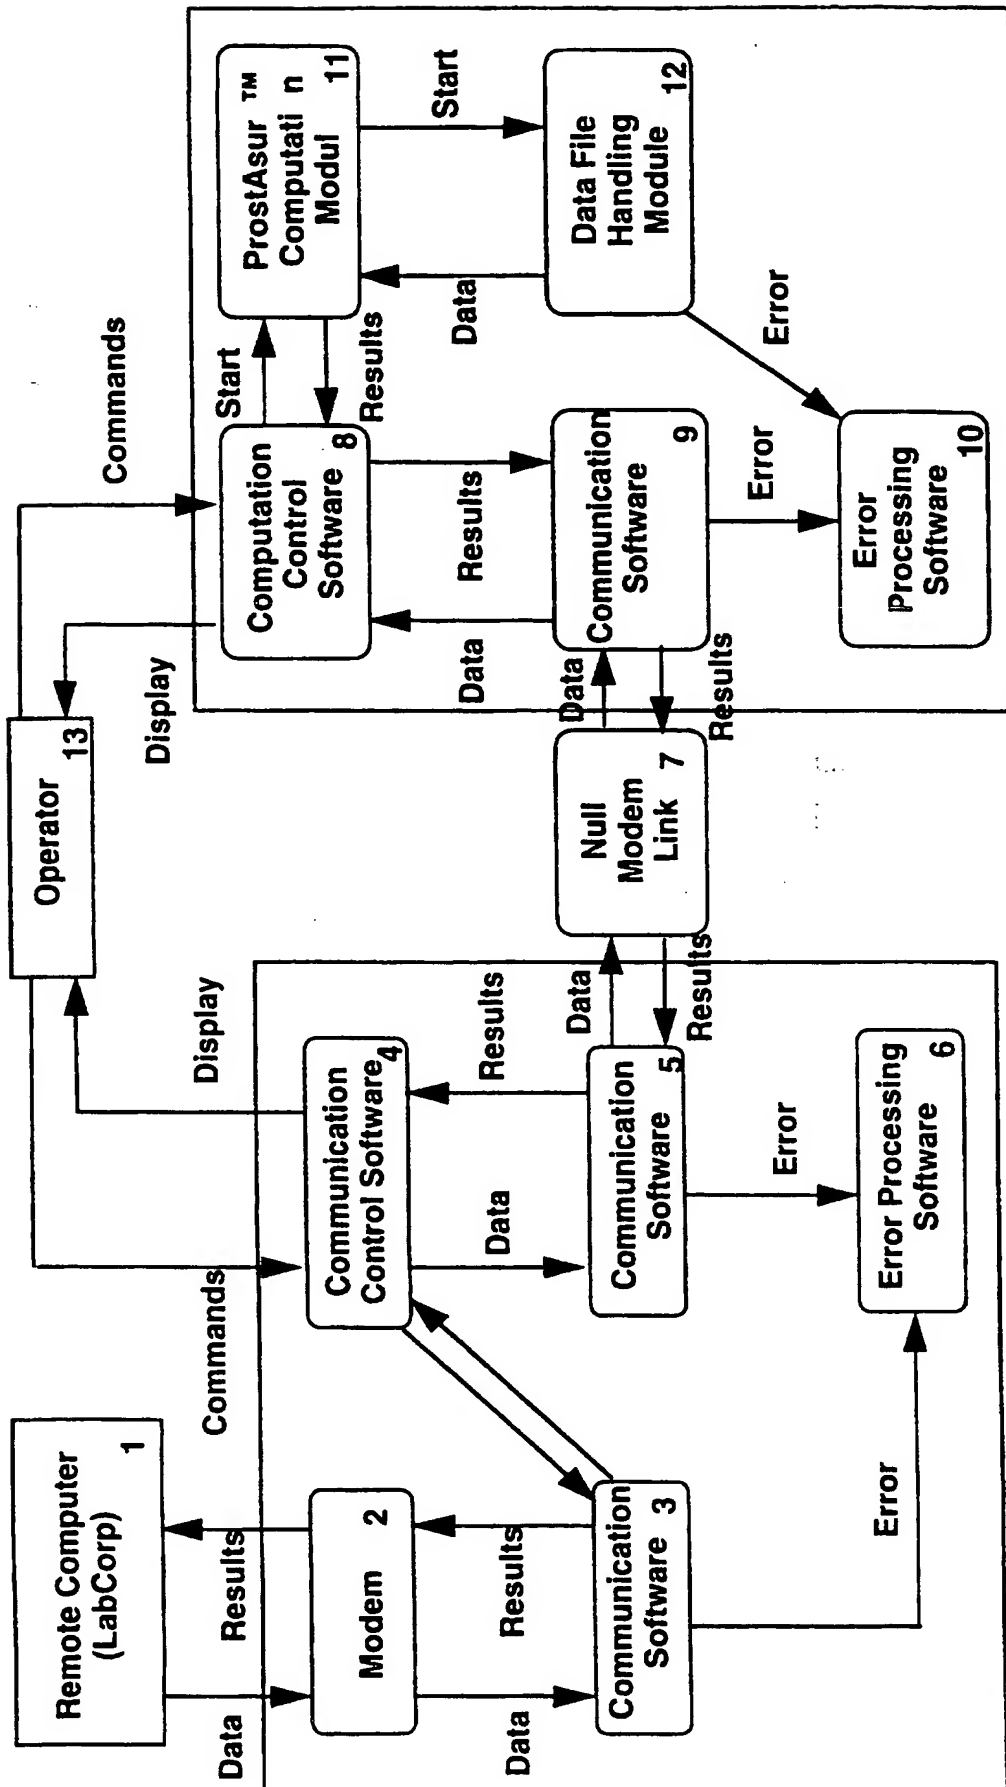 Remote Computer
(LabCorp)
1
Data
Results
Modem
2
Data
Results
Communication
Software
3
Error
Commands
Display
Operator
13
Display
Commands
Communication
Control Software
4
Data
Results
Communication
Software
5
Error
Error Processing
Software
6
Data
Results
Null
Modem
Link
7
Data
Results
Computation
Control
Software
8
Data
Results
Communication
Software
9
Error
Error
Processing
Software
10
Start
Results
ProstAsur ™
Computati n
Modul
11
Data
Start
Data File
Handling
Module
12
Error